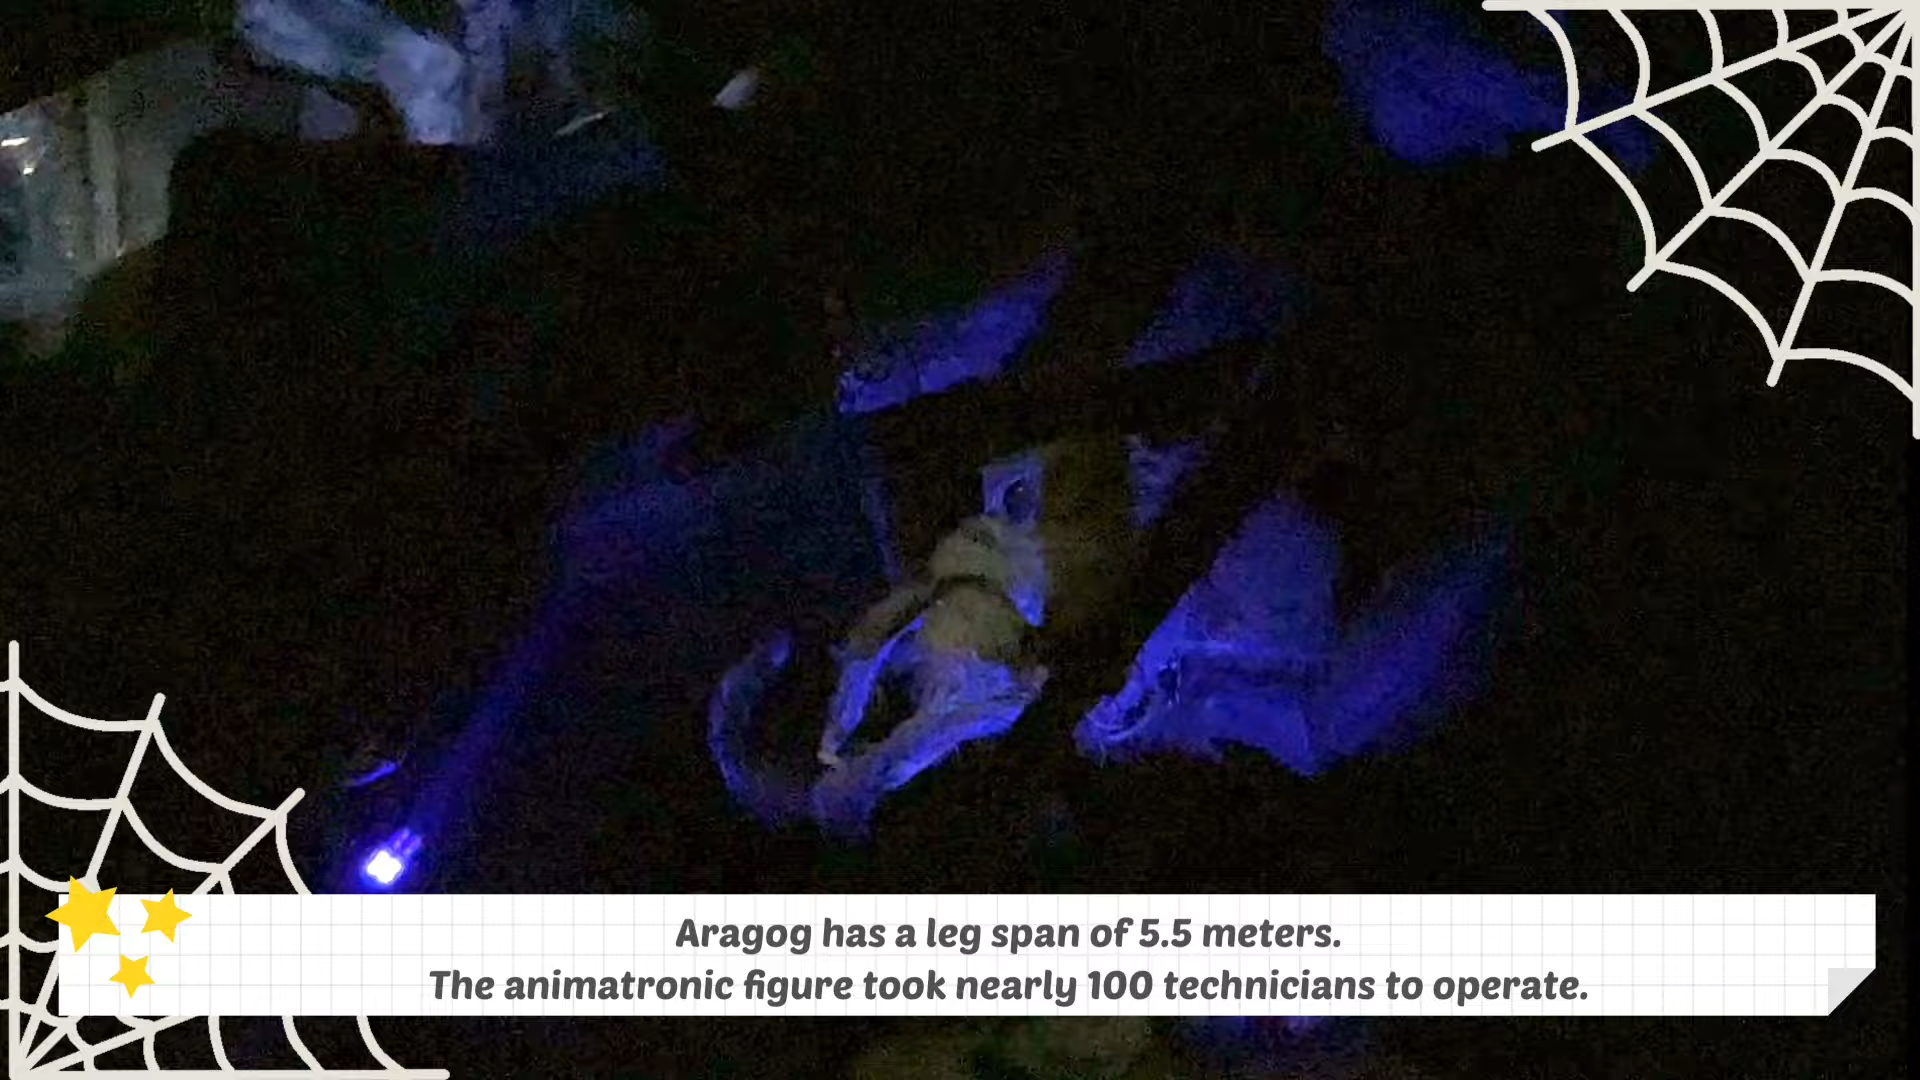 Aragog has a leg span of 5.5 meters.
The animatronic figure took nearly 100 technicians to operate.